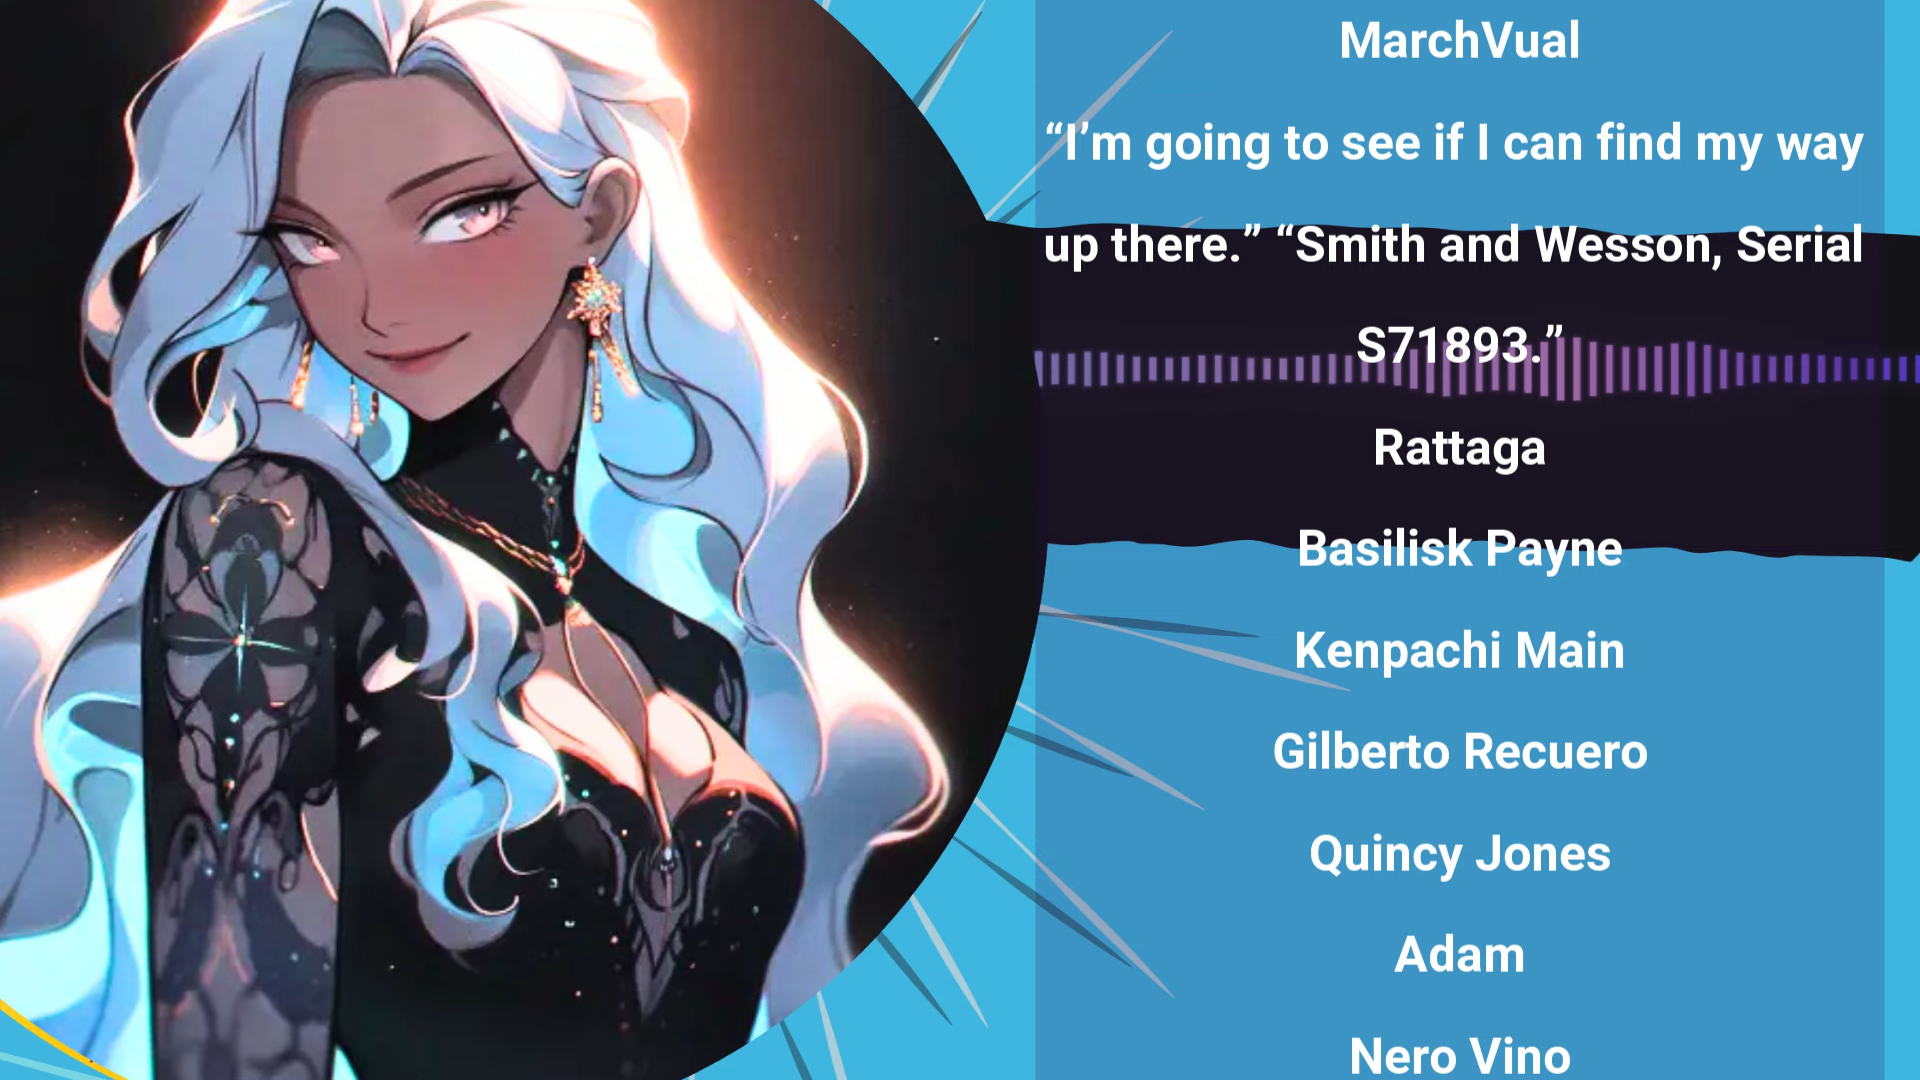 MarchVual
“I’m going to see if I can find my way
up there.” “Smith and Wesson, Serial
S71893.”
Rattaga
Basilisk Payne
Kenpachi Main
Gilberto Recuero
Quincy Jones
Adam
Nero Vino